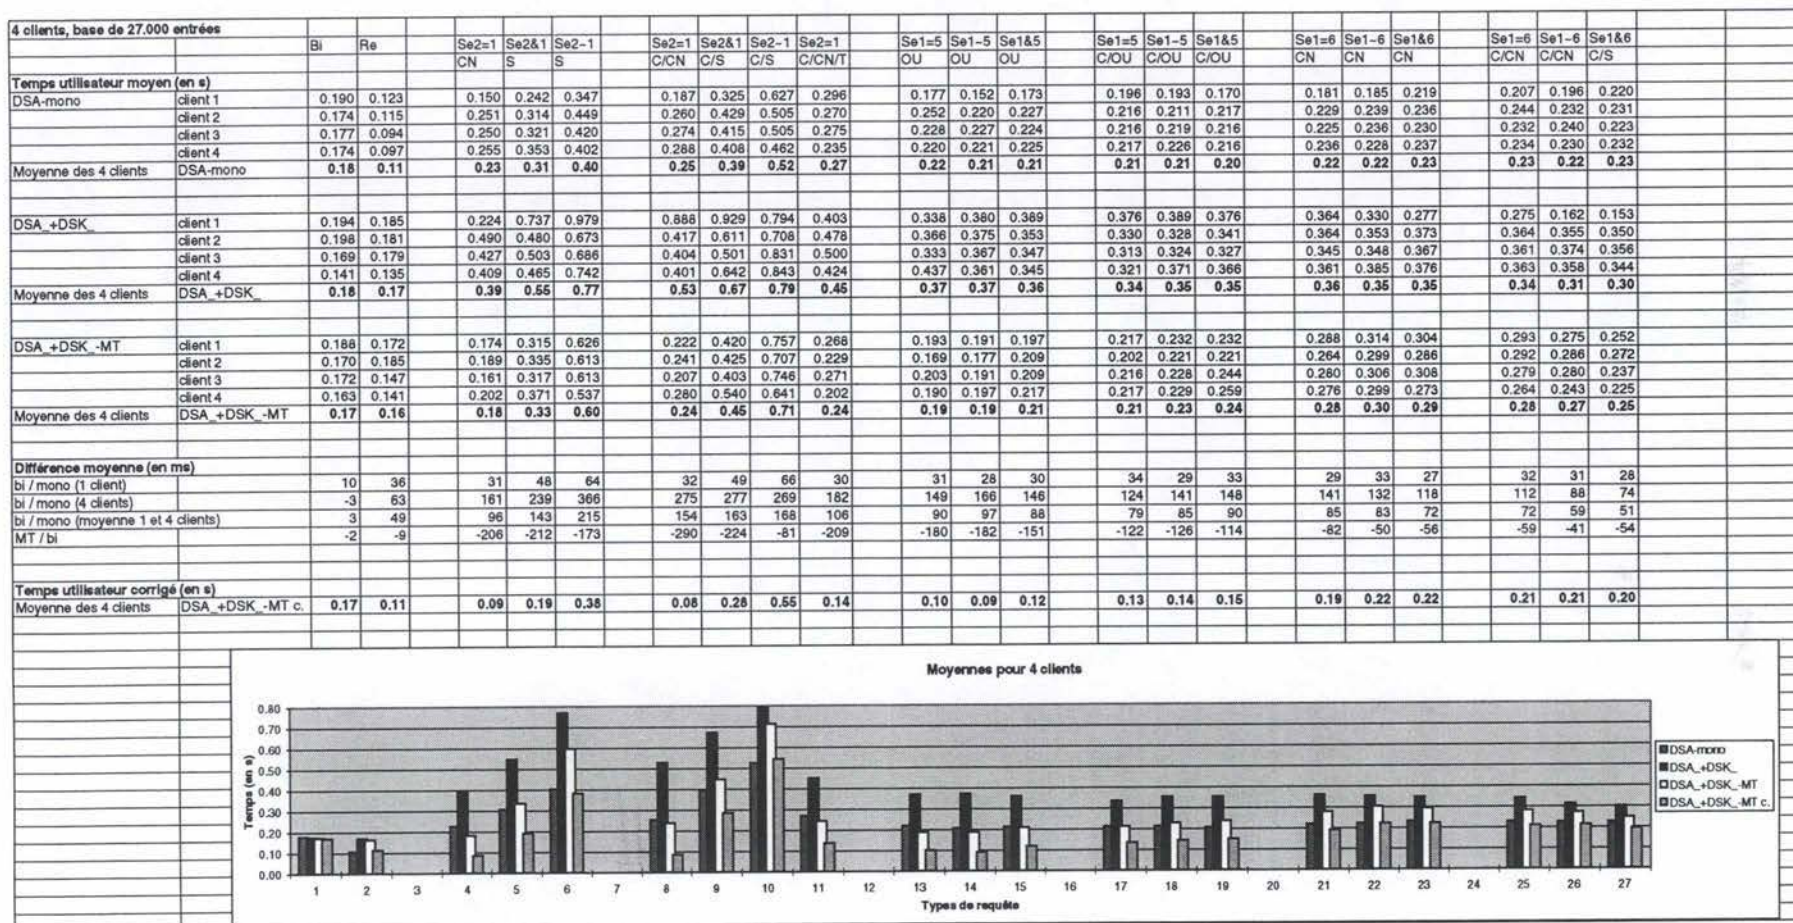 4 clients, base de 27.000 entrées
Bi Re Se2=1 Se2&1 Se2~1 Se2=1 Se2&1 Se2~1 Se2=1 Se1=5 Se1~5 Se1&5 Se1=5 Se1~5 Se1&5 Se1=6 Se1~6 Se1&6 Se1=6 Se1~6 Se1&6
CN S S C/CN C/S C/S C/CN/T OU OU OU C/OU C/OU C/OU CN CN CN C/CN C/CN C/S
Temps utilisateur moyen (en s)
DSA-mono client 1 0.190 0.123 0.150 0.242 0.347 0.187 0.325 0.627 0.296 0.177 0.152 0.173 0.196 0.193 0.170 0.181 0.185 0.219 0.207 0.196 0.220
client 2 0.174 0.115 0.251 0.314 0.449 0.260 0.429 0.505 0.270 0.252 0.220 0.227 0.216 0.211 0.217 0.229 0.239 0.236 0.244 0.232 0.231
client 3 0.177 0.094 0.250 0.321 0.420 0.274 0.415 0.505 0.275 0.228 0.227 0.224 0.216 0.219 0.216 0.225 0.236 0.230 0.232 0.240 0.223
client 4 0.174 0.097 0.255 0.353 0.402 0.288 0.408 0.462 0.235 0.220 0.221 0.225 0.217 0.226 0.216 0.236 0.228 0.237 0.234 0.230 0.232
Moyenne des 4 clients DSA-mono 0.18 0.11 0.23 0.31 0.40 0.25 0.39 0.52 0.27 0.22 0.21 0.21 0.21 0.21 0.20 0.22 0.22 0.23 0.23 0.22 0.23
DSA_+DSK_ client 1 0.194 0.185 0.224 0.737 0.979 0.888 0.929 0.794 0.403 0.338 0.380 0.389 0.376 0.389 0.376 0.364 0.330 0.277 0.275 0.162 0.153
client 2 0.198 0.181 0.490 0.480 0.673 0.417 0.611 0.708 0.478 0.366 0.375 0.353 0.330 0.328 0.341 0.364 0.353 0.373 0.364 0.355 0.350
client 3 0.169 0.179 0.427 0.503 0.686 0.404 0.501 0.831 0.500 0.333 0.367 0.347 0.313 0.324 0.327 0.345 0.348 0.367 0.361 0.374 0.356
client 4 0.141 0.135 0.409 0.465 0.742 0.401 0.642 0.843 0.424 0.437 0.361 0.345 0.321 0.371 0.366 0.361 0.385 0.376 0.363 0.358 0.344
Moyenne des 4 clients DSA_+DSK_ 0.18 0.17 0.39 0.55 0.77 0.53 0.67 0.79 0.45 0.37 0.37 0.36 0.34 0.35 0.35 0.36 0.35 0.35 0.34 0.31 0.30
DSA_+DSK_-MT client 1 0.188 0.172 0.174 0.315 0.626 0.222 0.420 0.757 0.268 0.193 0.191 0.197 0.217 0.232 0.232 0.288 0.314 0.304 0.293 0.275 0.252
client 2 0.170 0.185 0.189 0.335 0.613 0.241 0.425 0.707 0.229 0.169 0.177 0.209 0.202 0.221 0.221 0.264 0.299 0.286 0.292 0.286 0.272
client 3 0.172 0.147 0.161 0.317 0.613 0.207 0.403 0.746 0.271 0.203 0.191 0.209 0.216 0.228 0.244 0.280 0.306 0.308 0.279 0.280 0.237
client 4 0.163 0.141 0.202 0.371 0.537 0.280 0.540 0.641 0.202 0.190 0.197 0.217 0.217 0.229 0.259 0.276 0.299 0.273 0.264 0.243 0.225
Moyenne des 4 clients DSA_+DSK_-MT 0.17 0.16 0.18 0.33 0.60 0.24 0.45 0.71 0.24 0.19 0.19 0.21 0.21 0.23 0.24 0.28 0.30 0.29 0.28 0.27 0.25
Différence moyenne (en ms)
bi / mono (1 client) 10 36 31 48 64 32 49 66 30 31 28 30 34 29 33 29 33 27 32 31 28
bi / mono (4 clients) -3 63 161 239 366 275 277 269 182 149 166 146 124 141 148 141 132 118 112 88 74
bi / mono (moyenne 1 et 4 clients) 3 49 96 143 215 154 163 168 106 90 97 88 79 85 90 85 83 72 72 59 51
MT / bi -2 -9 -206 -212 -173 -290 -224 -81 -209 -180 -182 -151 -122 -126 -114 -82 -50 -56 -59 -41 -54
Temps utilisateur corrigé (en s)
Moyenne des 4 clients DSA_+DSK_-MT c. 0.17 0.11 0.09 0.19 0.38 0.08 0.28 0.55 0.14 0.10 0.09 0.12 0.13 0.14 0.15 0.19 0.22 0.22 0.21 0.21 0.20
Moyennes pour 4 clients
0.80
0.70
0.60
0.50
0.40
0.30
0.20
0.10
0.00
Temps (en s)
1 2 3 4 5 6 7 8 9 10 11 12 13 14 15 16 17 18 19 20 21 22 23 24 25 26 27
Types de requête
DSA-mono
DSA_+DSK_
DSA_+DSK_-MT
DSA_+DSK_-MT c.